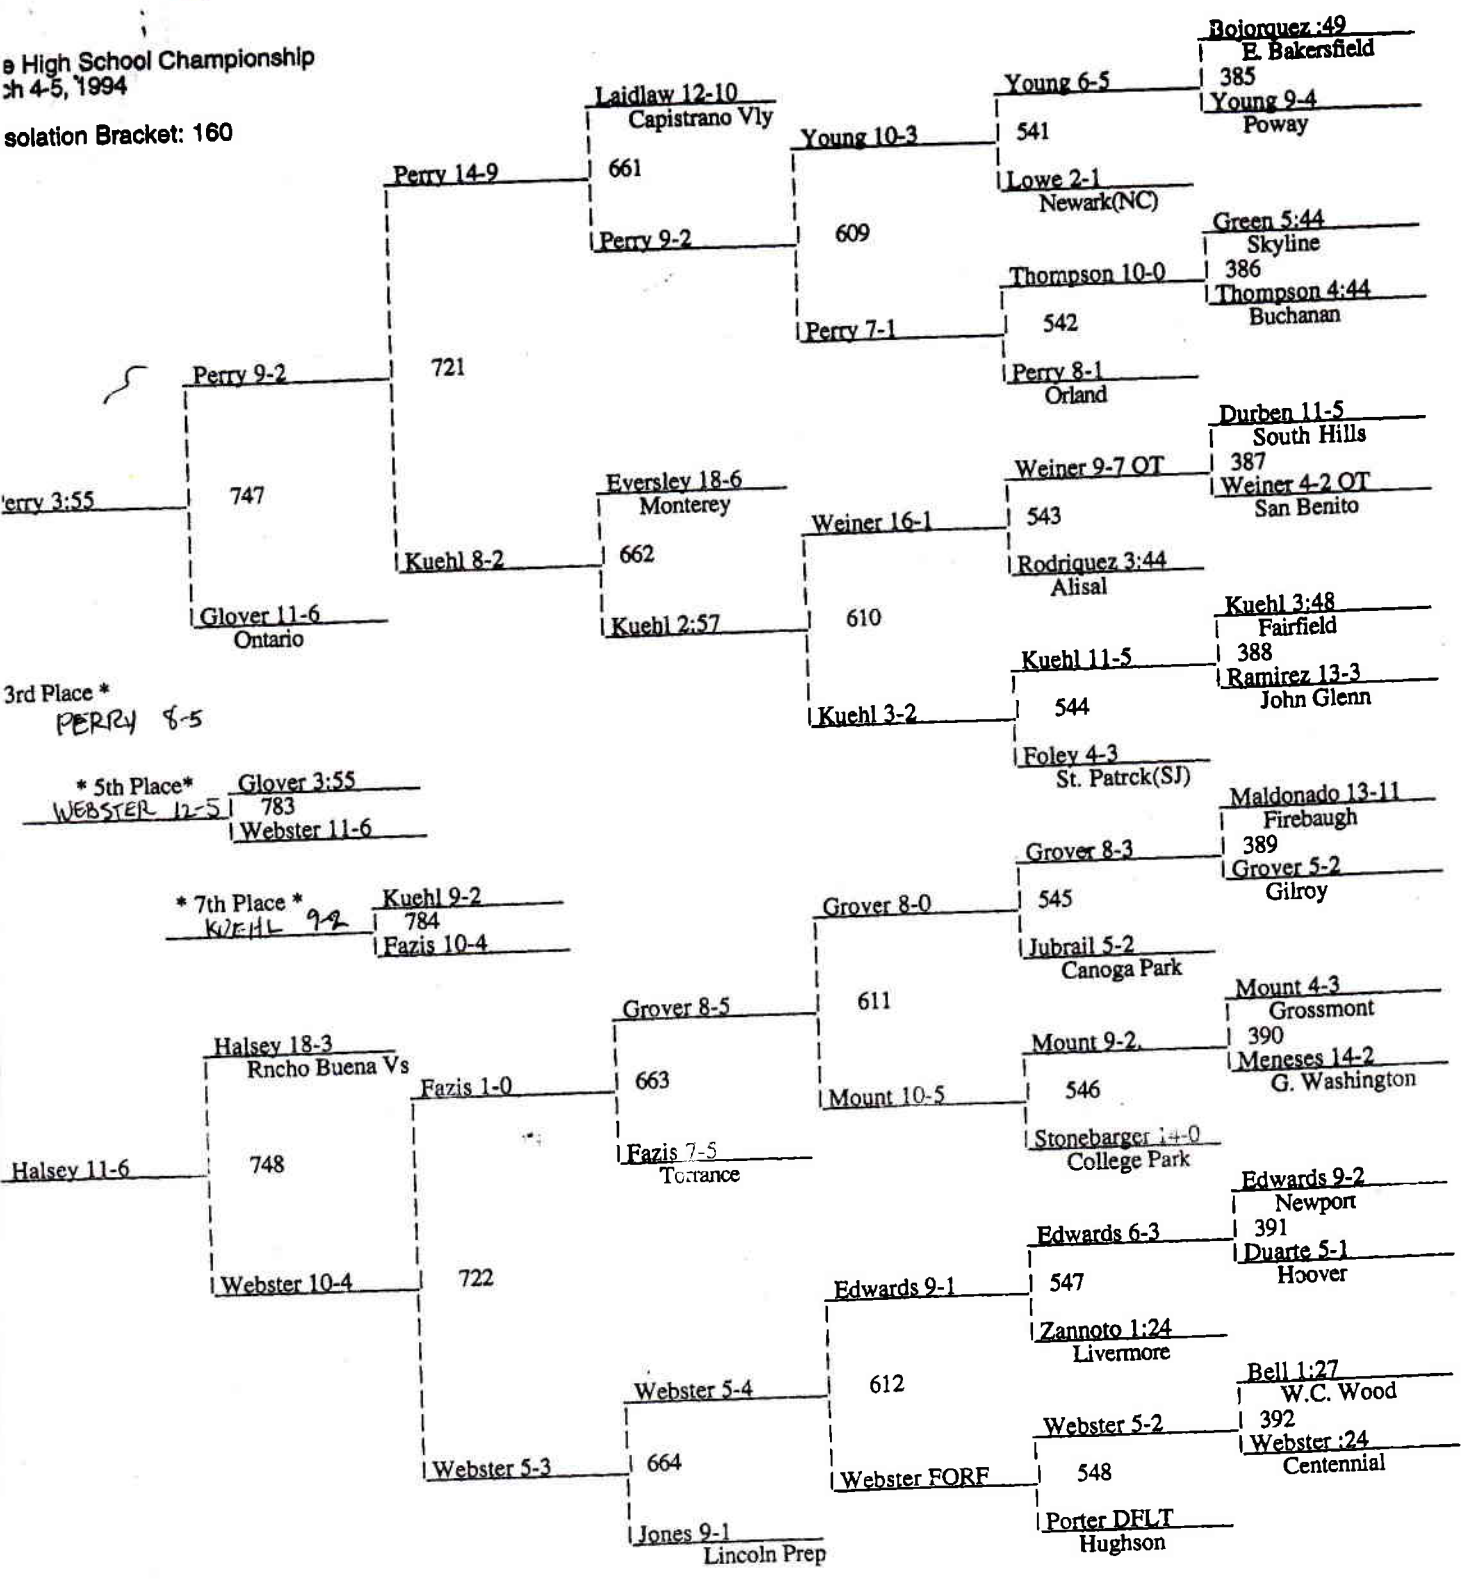 e High School Championship
ch 4-5, 1994
solation Bracket: 160
Bojorquez :49
E. Bakersfield
385
Young 9-4
Poway
Young 6-5
541
Lowe 2-1
Newark(NC)
Young 10-3
609
Laidlaw 12-10
Capistrano Vly
661
Perry 9-2
Perry 14-9
Green 5:44
Skyline
386
Thompson 4:44
Buchanan
Thompson 10-0
542
Perry 8-1
Orland
Perry 7-1
721
Perry 9-2
Durben 11-5
South Hills
387
Weiner 4-2 OT
San Benito
Weiner 9-7 OT
543
Rodriquez 3:44
Alisal
Weiner 16-1
610
Eversley 18-6
Monterey
662
Kuehl 2:57
Kuehl 8-2
747
'erry 3:55
Glover 11-6
Ontario
Kuehl 3:48
Fairfield
388
Ramirez 13-3
John Glenn
Kuehl 11-5
544
Foley 4-3
St. Patrck(SJ)
Kuehl 3-2
3rd Place *
PERRY 8-5
* 5th Place*
WEBSTER 12-5
Glover 3:55
783
Webster 11-6
* 7th Place *
KUEHL 9-2
Kuehl 9-2
784
Fazis 10-4
Maldonado 13-11
Firebaugh
389
Grover 5-2
Gilroy
Grover 8-3
545
Jubrail 5-2
Canoga Park
Grover 8-0
611
Mount 4-3
Grossmont
390
Meneses 14-2
G. Washington
Mount 9-2
546
Stonebarger 14-0
College Park
Mount 10-5
Grover 8-5
663
Fazis 7-5
Torrance
Fazis 1-0
Halsey 18-3
Rncho Buena Vs
748
Halsey 11-6
Webster 10-4
722
Edwards 9-2
Newport
391
Duarte 5-1
Hoover
Edwards 6-3
547
Zannoto 1:24
Livermore
Edwards 9-1
612
Bell 1:27
W.C. Wood
392
Webster :24
Centennial
Webster 5-2
548
Porter DFLT
Hughson
Webster FORF
Webster 5-4
664
Jones 9-1
Lincoln Prep
Webster 5-3